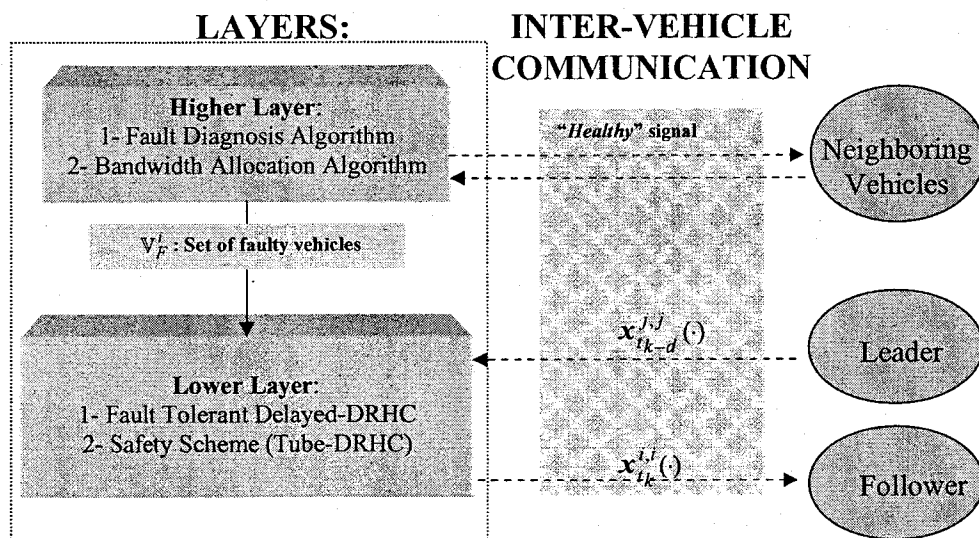 LAYERS:
INTER-VEHICLE
COMMUNICATION
Higher Layer:
1- Fault Diagnosis Algorithm
2- Bandwidth Allocation Algorithm
𝕍_F^i : Set of faulty vehicles
Lower Layer:
1- Fault Tolerant Delayed-DRHC
2- Safety Scheme (Tube-DRHC)
"Healthy" signal
x_{t_{k-d}}^{j,j}(·)
x_{t_k}^{i,i}(·)
Neighboring
Vehicles
Leader
Follower